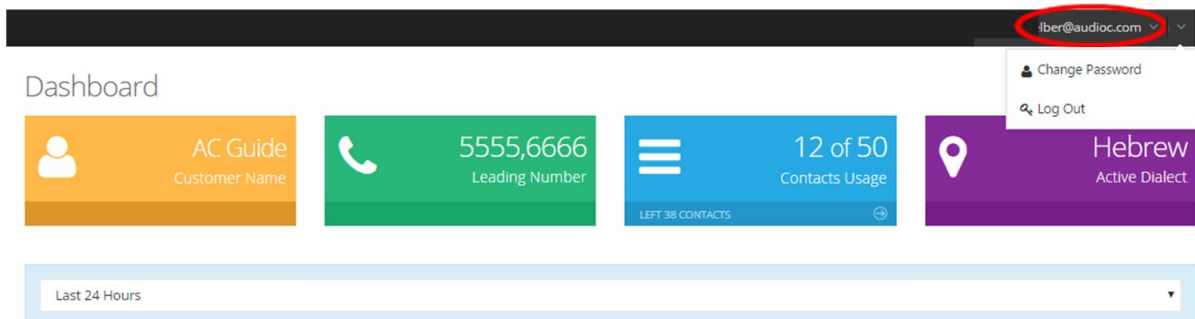 lber@audioc.com
Change Password
Log Out
Dashboard
AC Guide
Customer Name
5555,6666
Leading Number
12 of 50
Contacts Usage
LEFT 38 CONTACTS
Hebrew
Active Dialect
Last 24 Hours